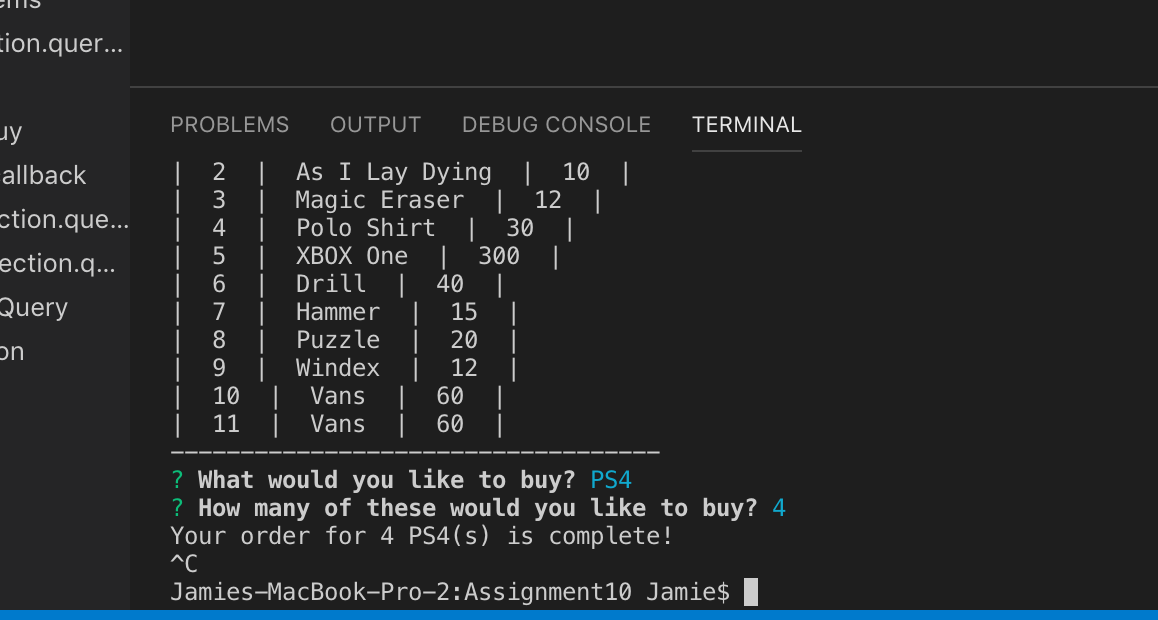 ems
tion.quer...
uy
allback
ction.que...
ection.q...
Query
on
PROBLEMS OUTPUT DEBUG CONSOLE TERMINAL
| 2 | As I Lay Dying | 10 |
| 3 | Magic Eraser | 12 |
| 4 | Polo Shirt | 30 |
| 5 | XBOX One | 300 |
| 6 | Drill | 40 |
| 7 | Hammer | 15 |
| 8 | Puzzle | 20 |
| 9 | Windex | 12 |
| 10 | Vans | 60 |
| 11 | Vans | 60 |
-----------------------------------
? What would you like to buy? PS4
? How many of these would you like to buy? 4
Your order for 4 PS4(s) is complete!
^C
Jamies-MacBook-Pro-2:Assignment10 Jamie$